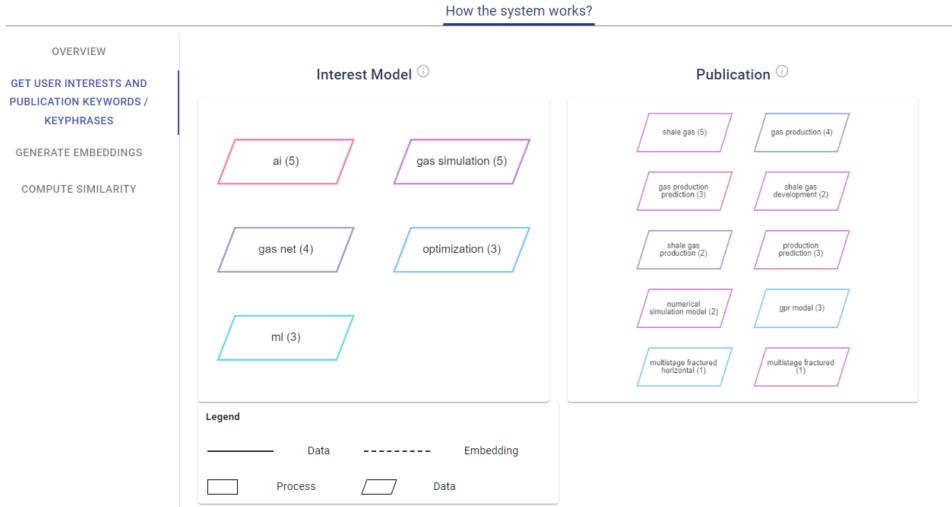 How the system works?
OVERVIEW
GET USER INTERESTS AND
PUBLICATION KEYWORDS /
KEYPHRASES
GENERATE EMBEDDINGS
COMPUTE SIMILARITY
Interest Model
ai (5)
gas simulation (5)
gas net (4)
optimization (3)
ml (3)
Publication
shale gas (5)
gas production (4)
gas production
prediction (3)
shale gas
development (2)
shale gas
production (2)
production
prediction (3)
numerical
simulation model (2)
gpr model (3)
multistage fractured
horizontal (1)
multistage fractured
(1)
Legend
Data
Embedding
Process
Data